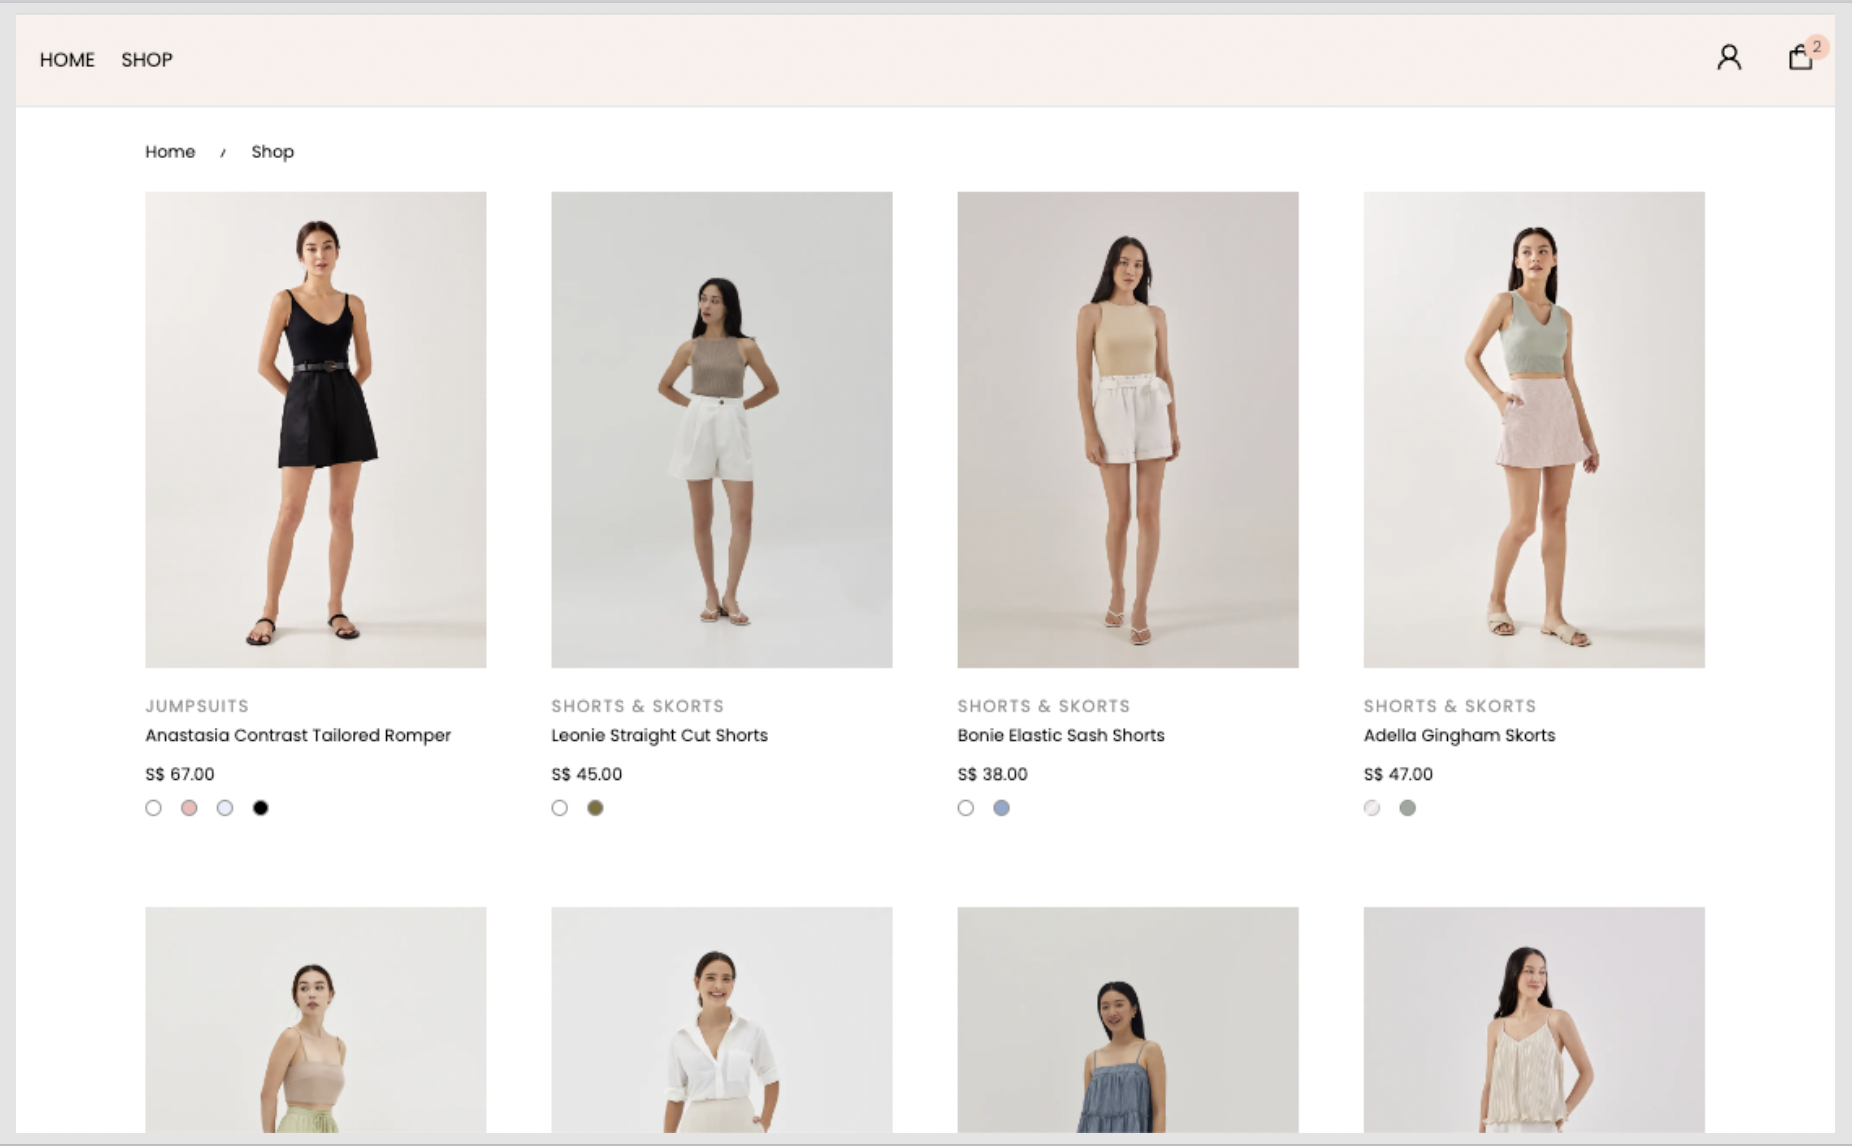 HOME SHOP 2
Home / Shop
JUMPSUITS
Anastasia Contrast Tailored Romper
S$ 67.00
SHORTS & SKORTS
Leonie Straight Cut Shorts
S$ 45.00
SHORTS & SKORTS
Bonie Elastic Sash Shorts
S$ 38.00
SHORTS & SKORTS
Adella Gingham Skorts
S$ 47.00